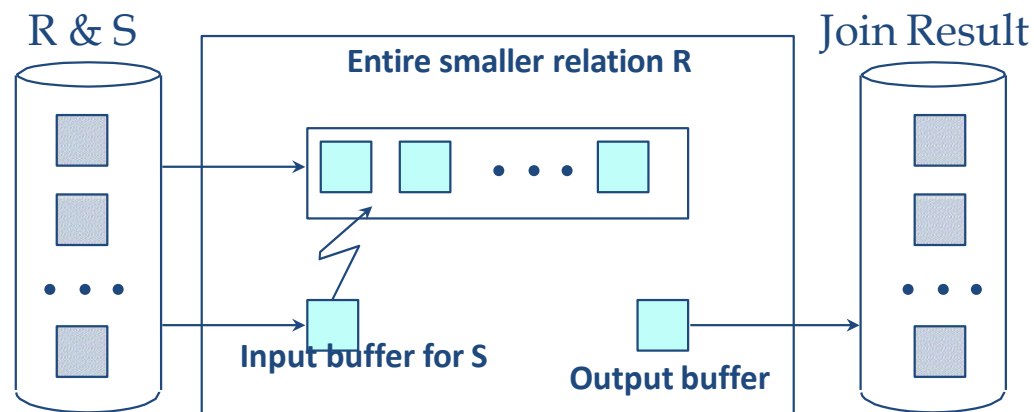 R & S
Join Result
Entire smaller relation R
• • •
• • •
• • •
Input buffer for S
Output buffer